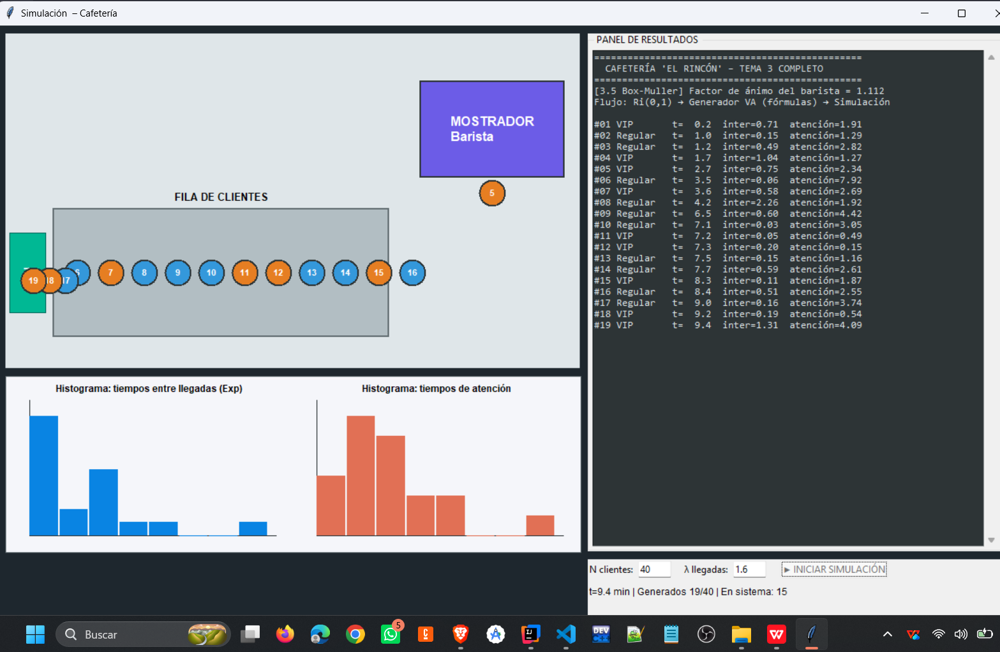 Simulación – Cafetería
MOSTRADOR
Barista
5
FILA DE CLIENTES
19
18
17
6
7
8
9
10
11
12
13
14
15
16
Histograma: tiempos entre llegadas (Exp)
Histograma: tiempos de atención
PANEL DE RESULTADOS
================================================
CAFETERÍA 'EL RINCÓN' – TEMA 3 COMPLETO
================================================
[3.5 Box-Muller] Factor de ánimo del barista = 1.112
Flujo: Ri(0,1) → Generador VA (fórmulas) → Simulación
#01 VIP t= 0.2 inter=0.71 atención=1.91
#02 Regular t= 1.0 inter=0.15 atención=1.29
#03 Regular t= 1.2 inter=0.49 atención=2.82
#04 VIP t= 1.7 inter=1.04 atención=1.27
#05 VIP t= 2.7 inter=0.75 atención=2.34
#06 Regular t= 3.5 inter=0.06 atención=7.92
#07 VIP t= 3.6 inter=0.58 atención=2.69
#08 Regular t= 4.2 inter=2.26 atención=1.92
#09 Regular t= 6.5 inter=0.60 atención=4.42
#10 Regular t= 7.1 inter=0.03 atención=3.05
#11 VIP t= 7.2 inter=0.05 atención=0.49
#12 VIP t= 7.3 inter=0.20 atención=0.15
#13 Regular t= 7.5 inter=0.15 atención=1.16
#14 Regular t= 7.7 inter=0.59 atención=2.61
#15 VIP t= 8.3 inter=0.11 atención=1.87
#16 Regular t= 8.4 inter=0.51 atención=2.55
#17 Regular t= 9.0 inter=0.16 atención=3.74
#18 VIP t= 9.2 inter=0.19 atención=0.54
#19 VIP t= 9.4 inter=1.31 atención=4.09
N clientes: 40 λ llegadas: 1.6 ► INICIAR SIMULACIÓN
t=9.4 min | Generados 19/40 | En sistema: 15
Buscar
5
C
IJ
DEV
C++
W